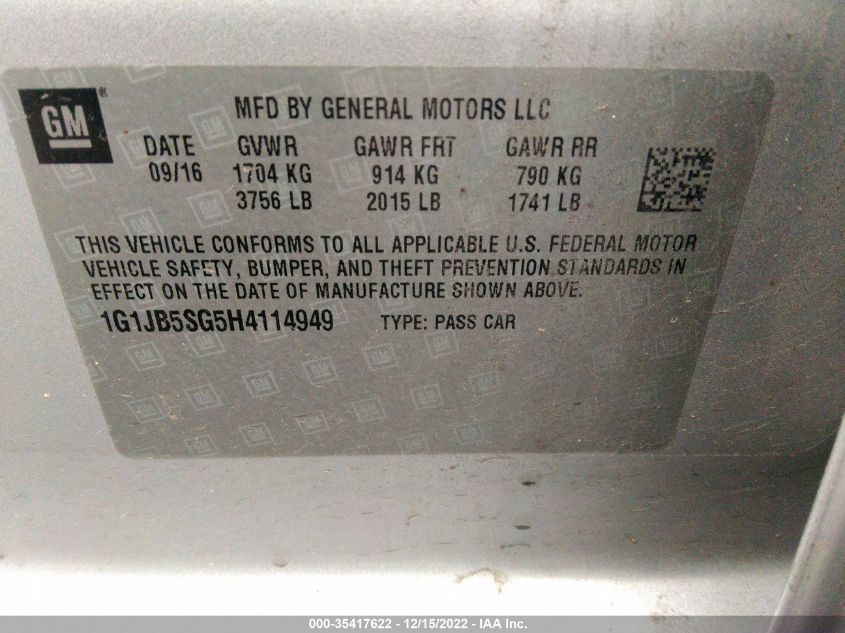 GM ®
MFD BY GENERAL MOTORS LLC
DATE GVWR GAWR FRT GAWR RR
09/16 1704 KG 914 KG 790 KG
3756 LB 2015 LB 1741 LB
THIS VEHICLE CONFORMS TO ALL APPLICABLE U.S. FEDERAL MOTOR
VEHICLE SAFETY, BUMPER, AND THEFT PREVENTION STANDARDS IN
EFFECT ON THE DATE OF MANUFACTURE SHOWN ABOVE.
1G1JB5SG5H4114949 TYPE: PASS CAR
000-35417622 - 12/15/2022 - IAA Inc.